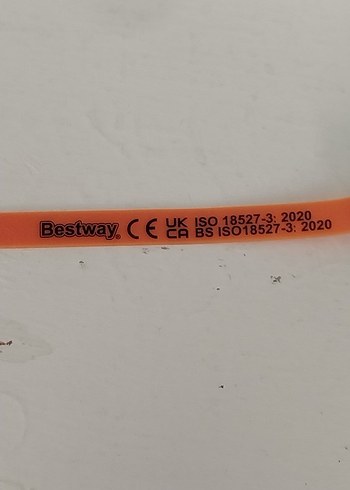 Bestway® CE UK ISO 18527-3: 2020
CA BS ISO18527-3: 2020